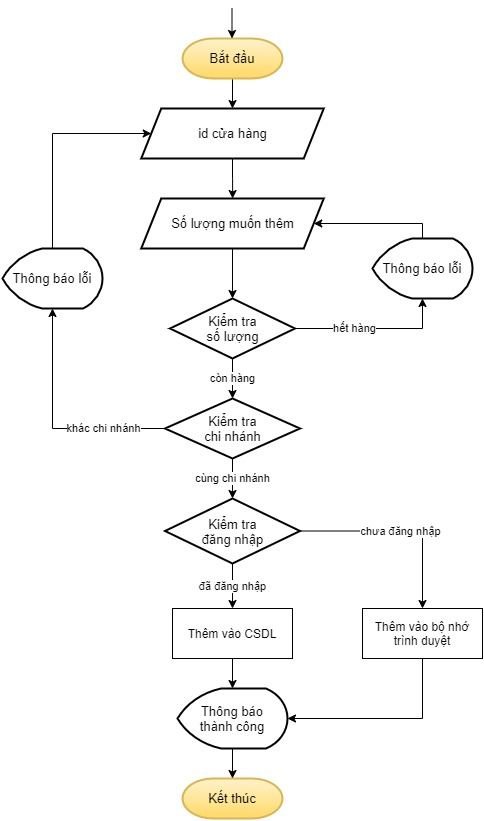 Bắt đầu
id cửa hàng
Số lượng muốn thêm
Thông báo lỗi
Thông báo lỗi
Kiểm tra
số lượng
hết hàng
còn hàng
Kiểm tra
chi nhánh
khác chi nhánh
cùng chi nhánh
Kiểm tra
đăng nhập
chưa đăng nhập
đã đăng nhập
Thêm vào CSDL
Thêm vào bộ nhớ
trình duyệt
Thông báo
thành công
Kết thúc